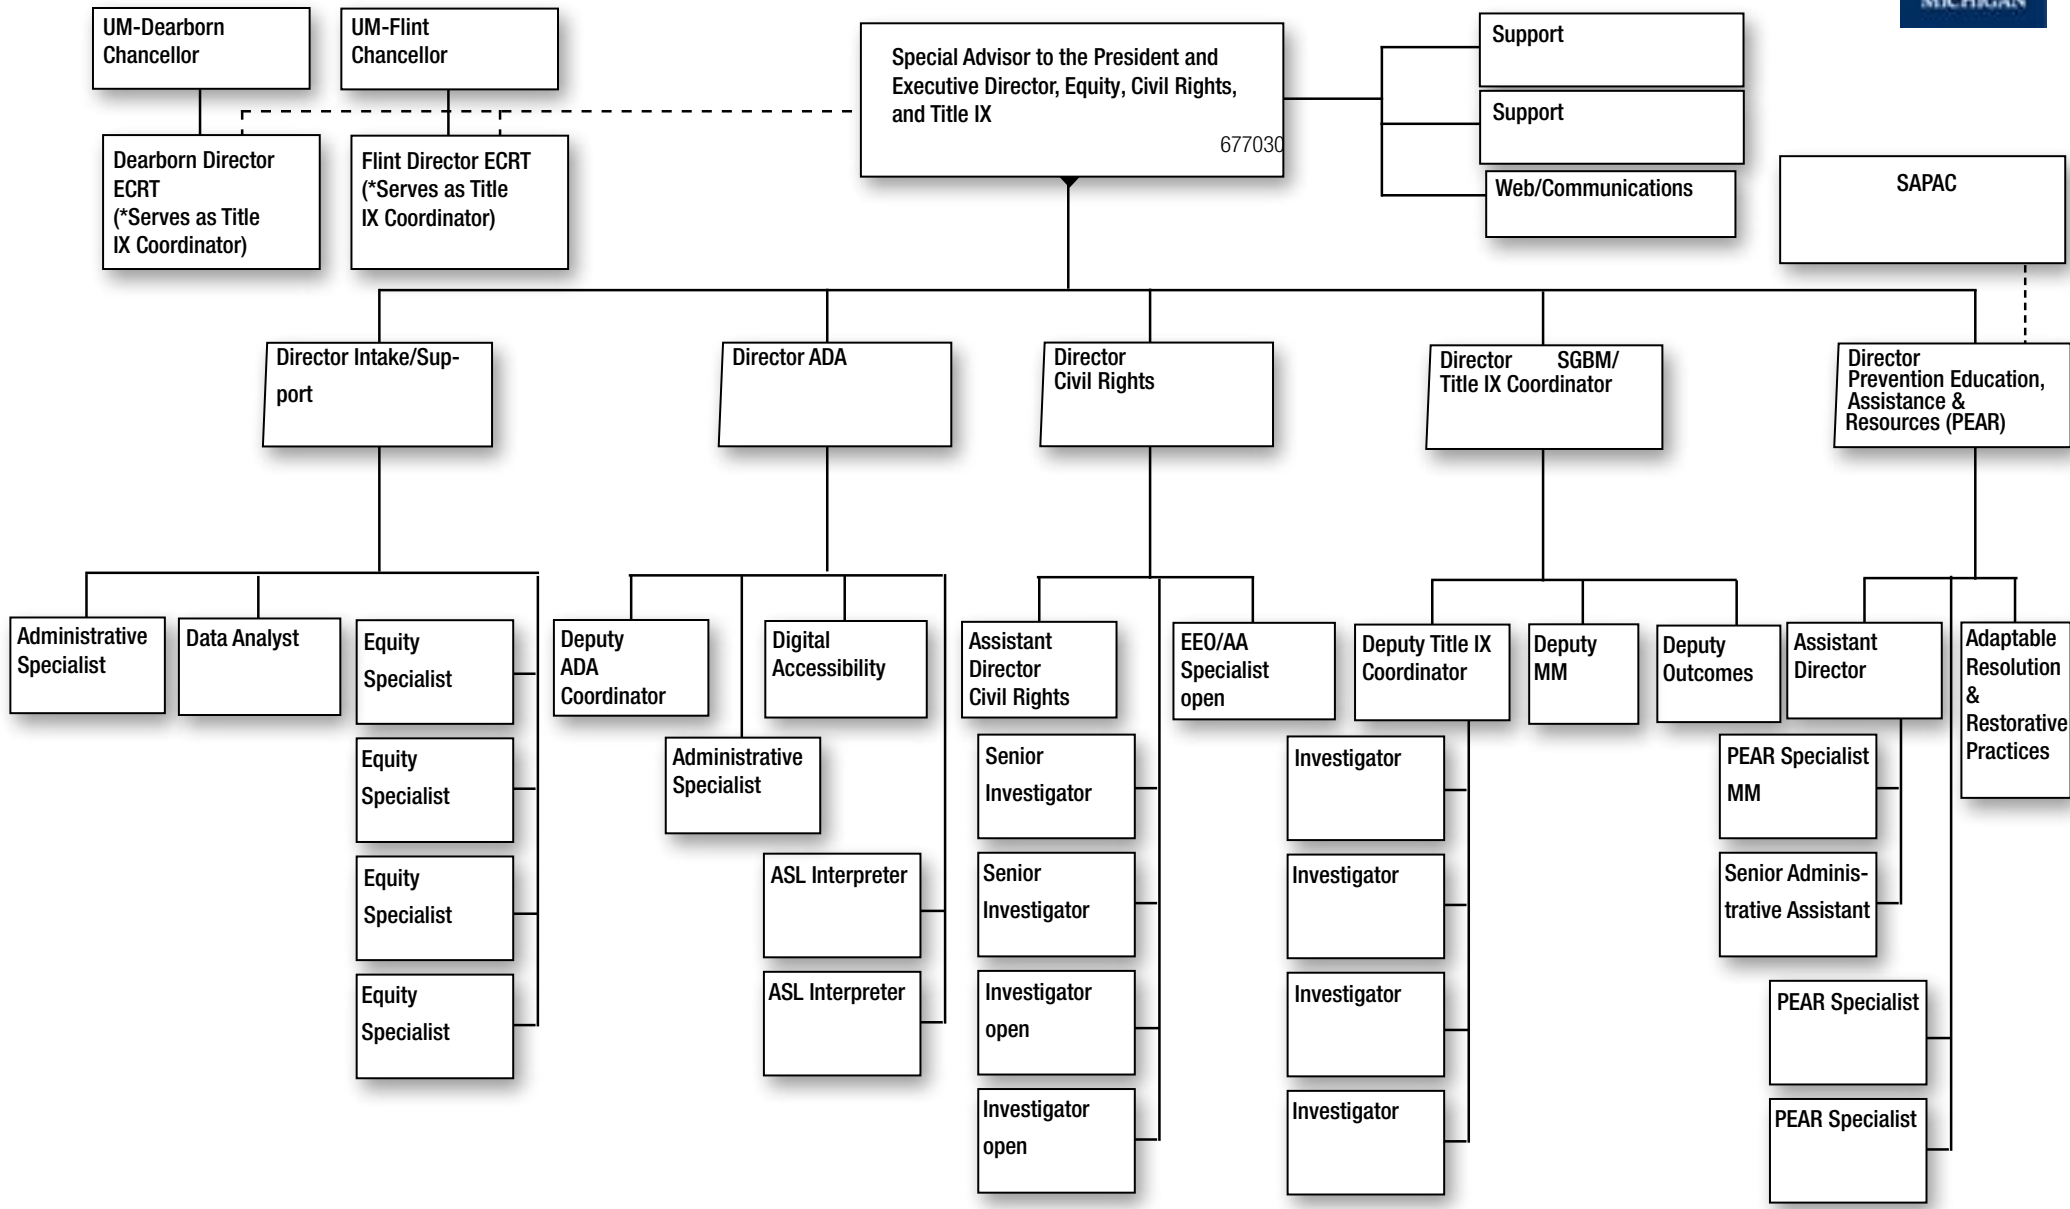 MICHIGAN
UM-Dearborn
Chancellor
UM-Flint
Chancellor
Special Advisor to the President and
Executive Director, Equity, Civil Rights,
and Title IX
677030
Support
Support
Web/Communications
SAPAC
Dearborn Director
ECRT
(*Serves as Title
IX Coordinator)
Flint Director ECRT
(*Serves as Title
IX Coordinator)
Director Intake/Sup-
port
Director ADA
Director
Civil Rights
Director SGBM/
Title IX Coordinator
Director
Prevention Education,
Assistance &
Resources (PEAR)
Administrative
Specialist
Data Analyst
Equity
Specialist
Equity
Specialist
Equity
Specialist
Equity
Specialist
Deputy
ADA
Coordinator
Administrative
Specialist
Digital
Accessibility
ASL Interpreter
ASL Interpreter
Assistant
Director
Civil Rights
EEO/AA
Specialist
open
Senior
Investigator
Senior
Investigator
Investigator
open
Investigator
open
Deputy Title IX
Coordinator
Deputy
MM
Deputy
Outcomes
Investigator
Investigator
Investigator
Investigator
Assistant
Director
Adaptable
Resolution
&
Restorative
Practices
PEAR Specialist
MM
Senior Adminis-
trative Assistant
PEAR Specialist
PEAR Specialist